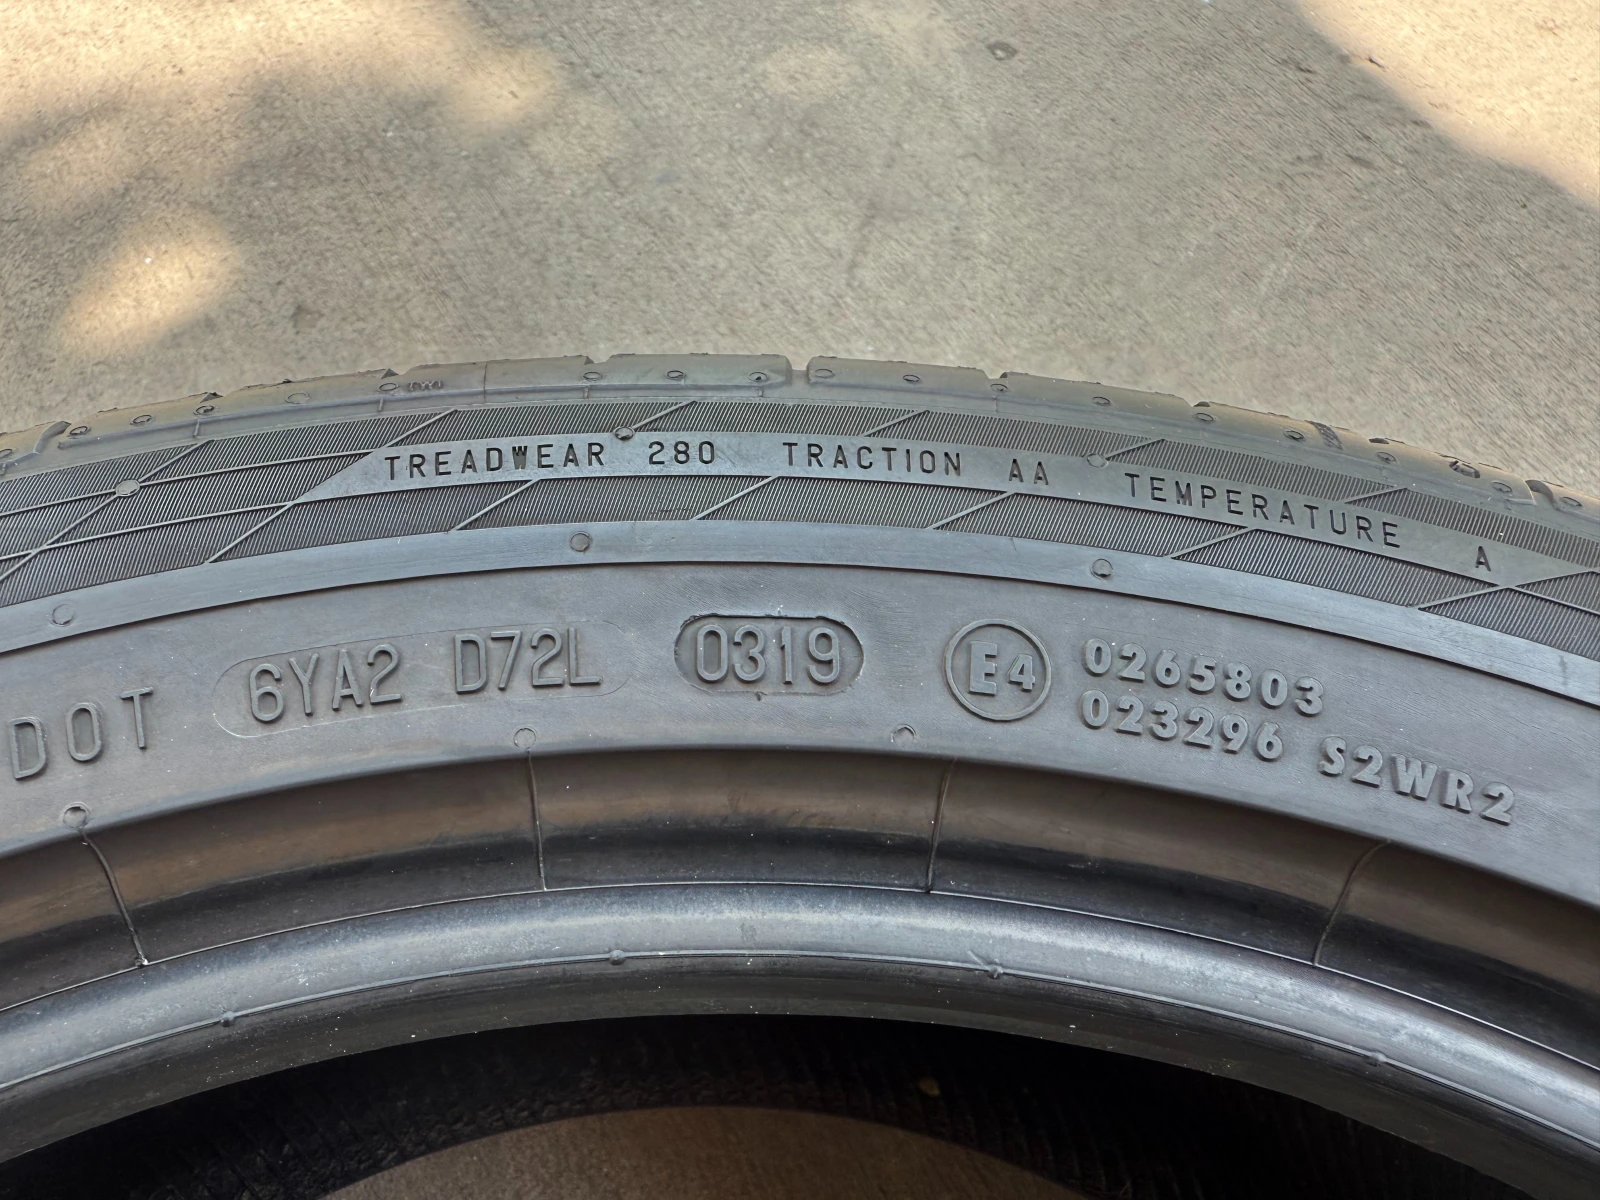 TREADWEAR 280 TRACTION AA TEMPERATURE A
DOT 6YA2 D72L 0319 E4 0265803
023296 S2WR2